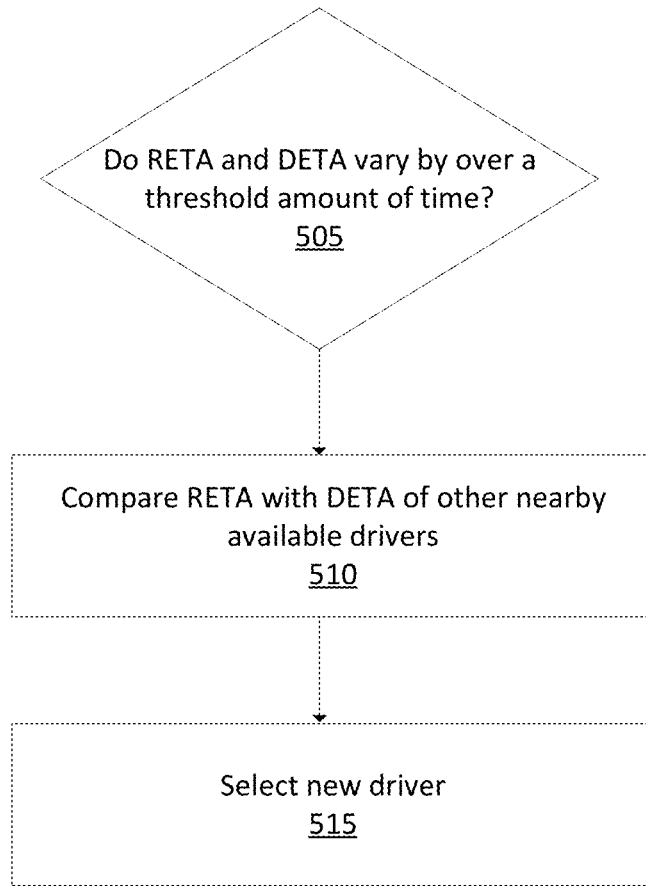 Do RETA and DETA vary by over a
threshold amount of time?
505
Compare RETA with DETA of other nearby
available drivers
510
Select new driver
515